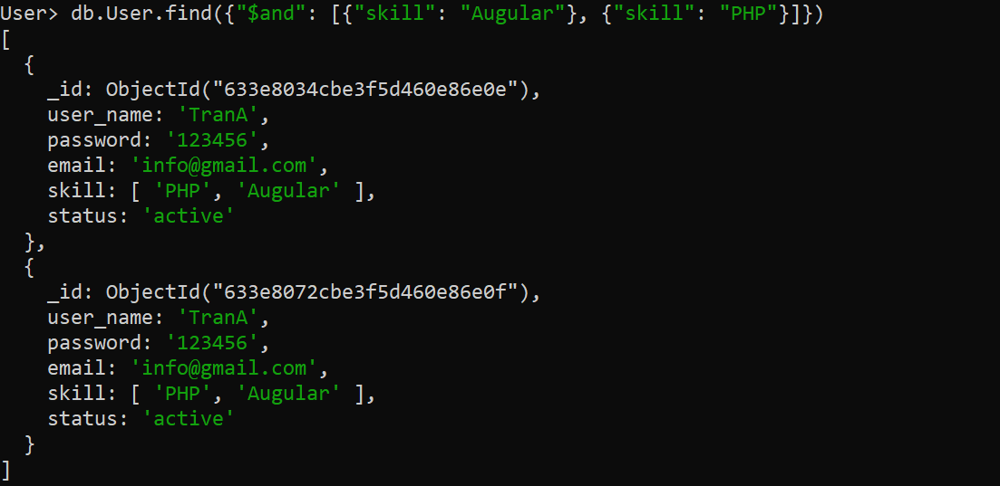 User> db.User.find({"$and": [{"skill": "Augular"}, {"skill": "PHP"}]})
[
  {
    _id: ObjectId("633e8034cbe3f5d460e86e0e"),
    user_name: 'TranA',
    password: '123456',
    email: 'info@gmail.com',
    skill: [ 'PHP', 'Augular' ],
    status: 'active'
  },
  {
    _id: ObjectId("633e8072cbe3f5d460e86e0f"),
    user_name: 'TranA',
    password: '123456',
    email: 'info@gmail.com',
    skill: [ 'PHP', 'Augular' ],
    status: 'active'
  }
]